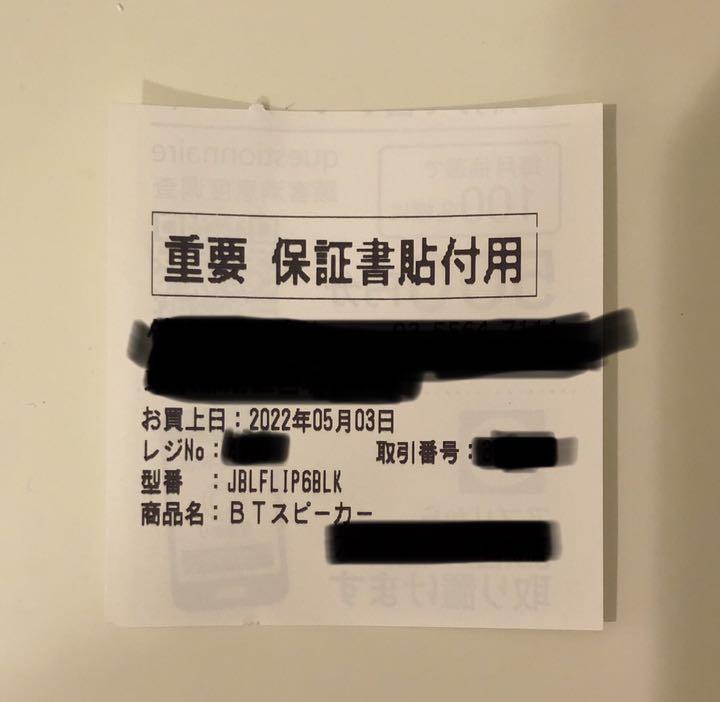 重要 保証書貼付用
お買上日：2022年05月03日
レジNo：
取引番号：
型番　：JBLFLIP6BLK
商品名：BTスピーカー